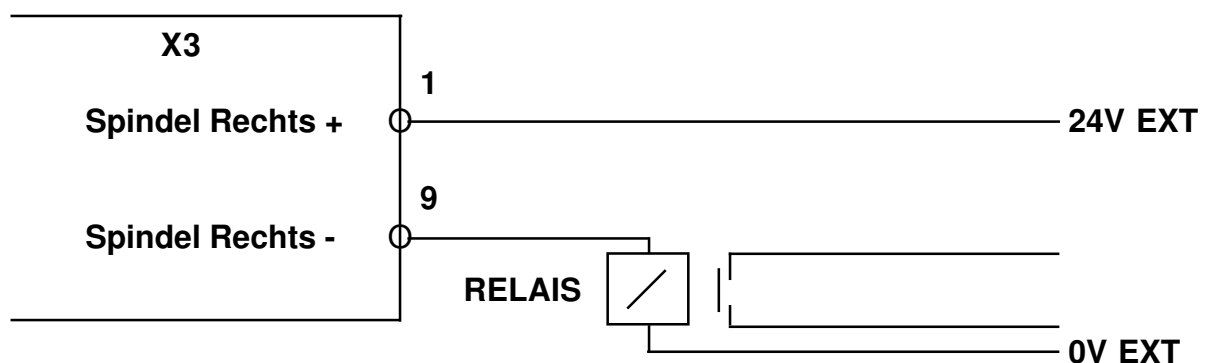 X3
1
Spindel Rechts +
24V EXT
9
Spindel Rechts -
RELAIS
0V EXT